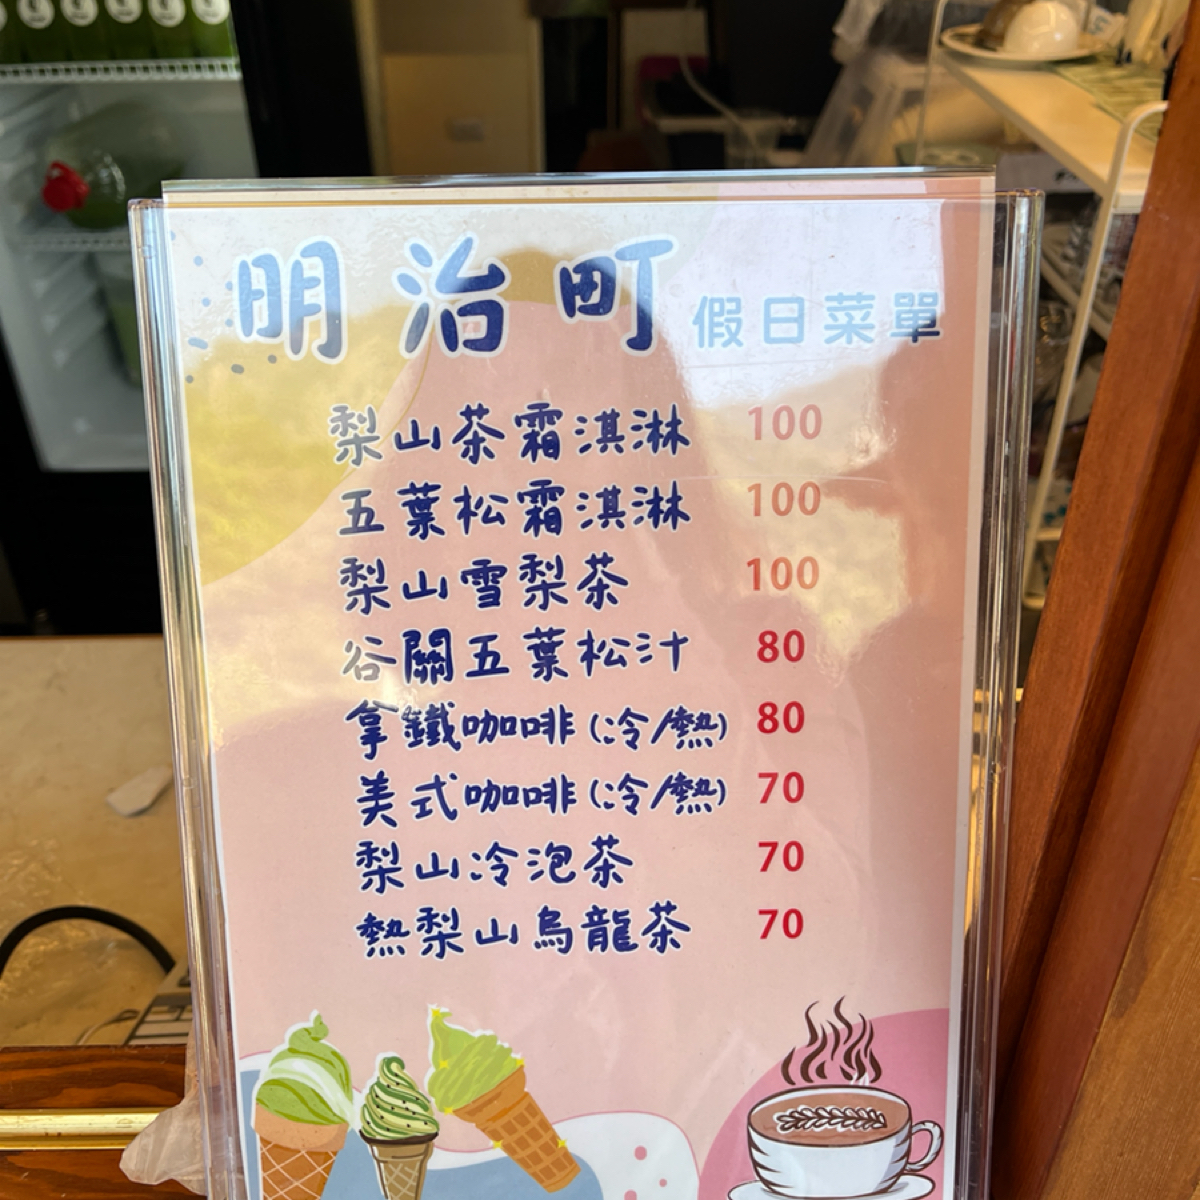 明治町 假日菜單
梨山茶霜淇淋 100
五葉松霜淇淋 100
梨山雪梨茶 100
谷關五葉松汁 80
拿鐵咖啡(冷/熱) 80
美式咖啡(冷/熱) 70
梨山冷泡茶 70
熱梨山烏龍茶 70